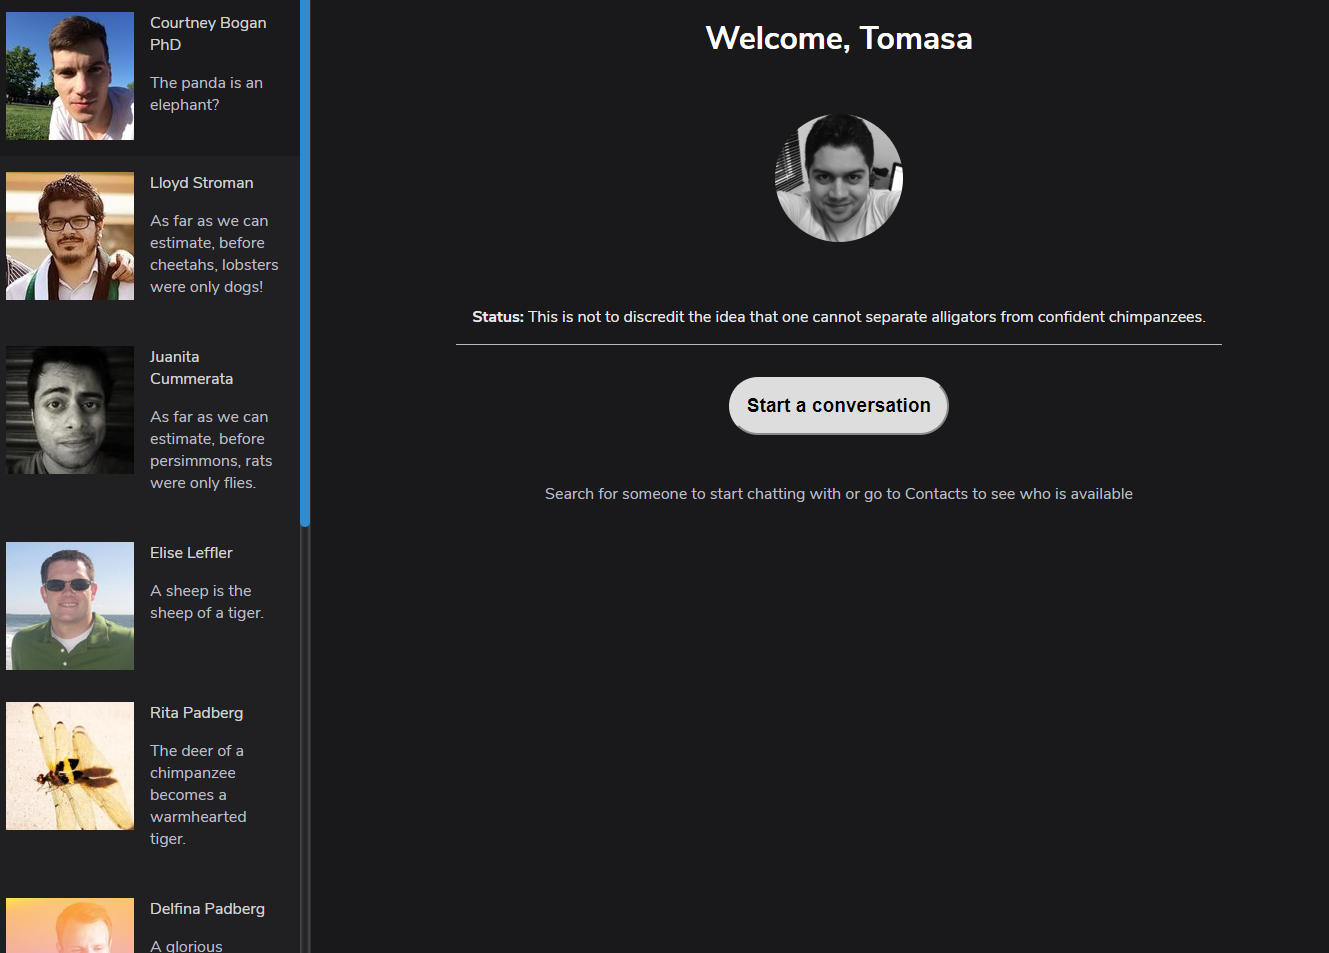 Courtney Bogan
PhD
The panda is an
elephant?
Lloyd Stroman
As far as we can
estimate, before
cheetahs, lobsters
were only dogs!
Juanita
Cummerata
As far as we can
estimate, before
persimmons, rats
were only flies.
Elise Leffler
A sheep is the
sheep of a tiger.
Rita Padberg
The deer of a
chimpanzee
becomes a
warmhearted
tiger.
Delfina Padberg
A glorious
Welcome, Tomasa
Status: This is not to discredit the idea that one cannot separate alligators from confident chimpanzees.
Start a conversation
Search for someone to start chatting with or go to Contacts to see who is available